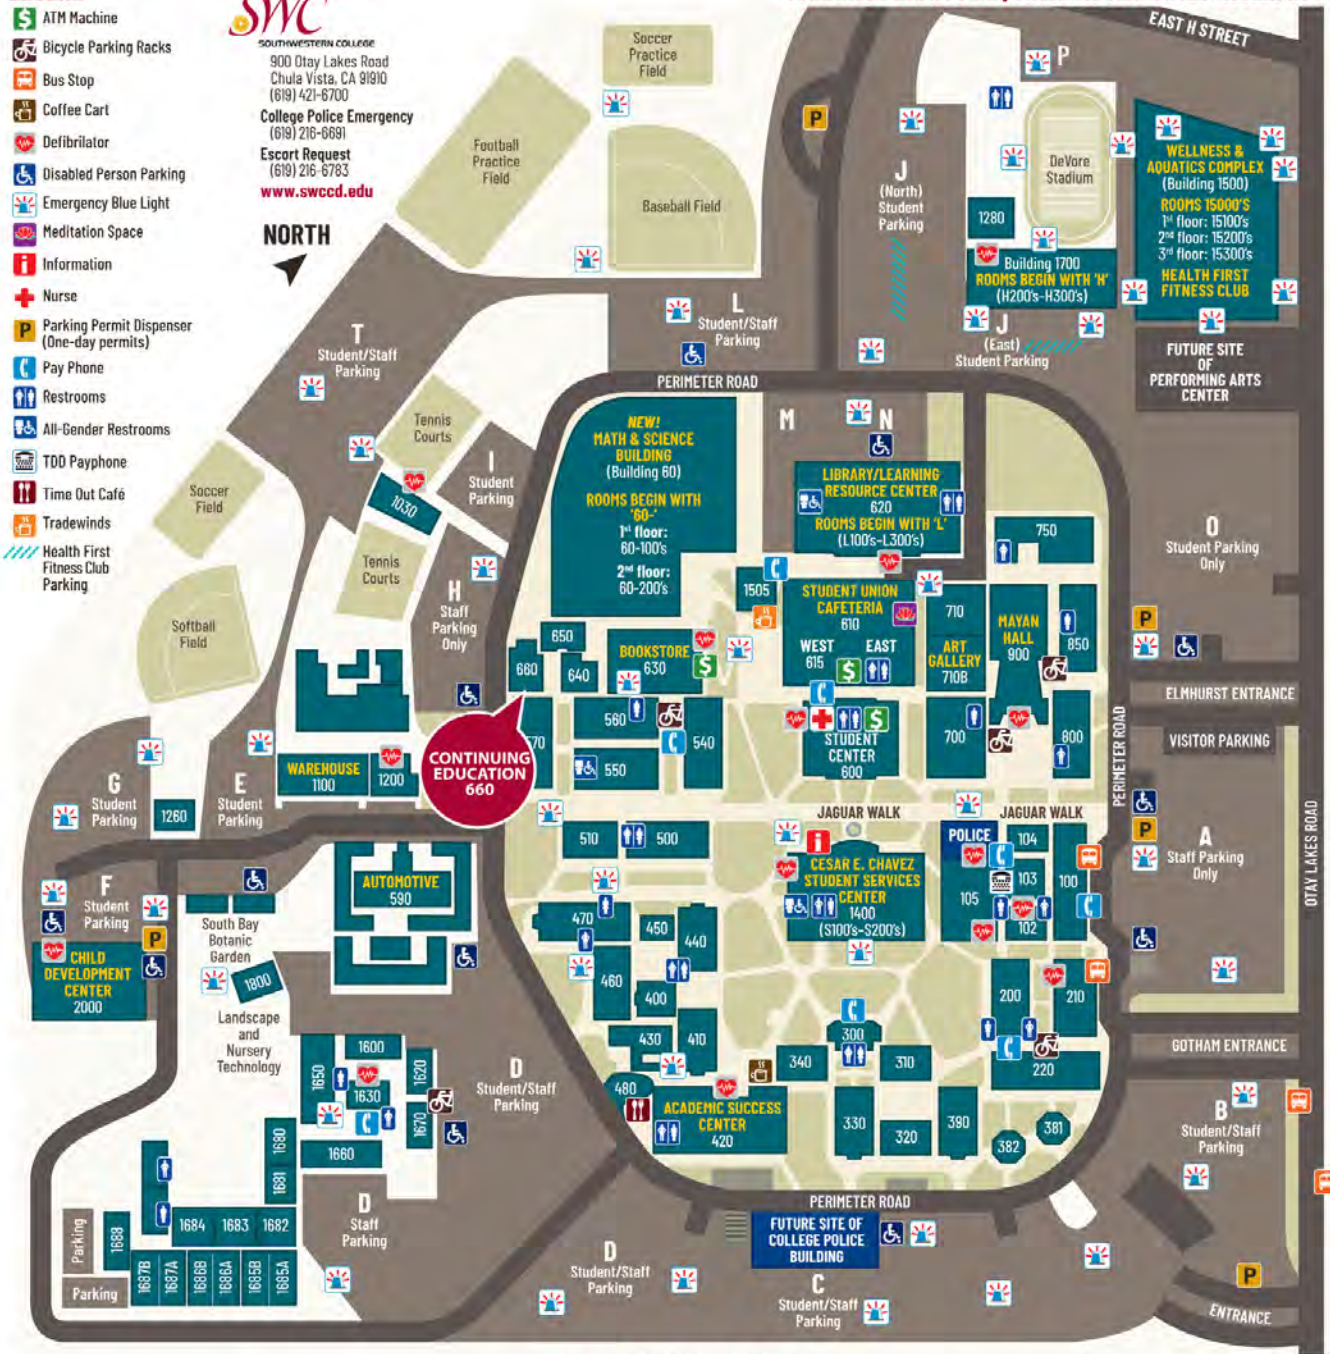 ATM Machine
Bicycle Parking Racks
Bus Stop
Coffee Cart
Defibrilator
Disabled Person Parking
Emergency Blue Light
Meditation Space
Information
Nurse
Parking Permit Dispenser
(One-day permits)
Pay Phone
Restrooms
All-Gender Restrooms
TDD Payphone
Time Out Café
Tradewinds
Health First
Fitness Club
Parking
SWC
SOUTHWESTERN COLLEGE
900 Otay Lakes Road
Chula Vista, CA 91910
(619) 421-6700
College Police Emergency
(619) 216-6691
Escort Request
(619) 216-6783
www.swccd.edu
NORTH
Soccer
Practice
Field
Football
Practice
Field
Baseball Field
EAST H STREET
P
P
DeVore
Stadium
J
(North)
Student
Parking
1280
Building 1700
ROOMS BEGIN WITH 'H'
(H200's-H300's)
WELLNESS &
AQUATICS COMPLEX
(Building 1500)
ROOMS 15000'S
1st floor: 15100's
2nd floor: 15200's
3rd floor: 15300's
HEALTH FIRST
FITNESS CLUB
J
(East)
Student Parking
FUTURE SITE
OF
PERFORMING ARTS
CENTER
L
Student/Staff
Parking
T
Student/Staff
Parking
PERIMETER ROAD
Tennis
Courts
I
Student
Parking
1030
Tennis
Courts
Soccer
Field
Softball
Field
H
Staff
Parking
Only
NEW!
MATH & SCIENCE
BUILDING
(Building 60)
ROOMS BEGIN WITH
'60-'
1st floor:
60-100's
2nd floor:
60-200's
M
N
LIBRARY/LEARNING
RESOURCE CENTER
620
ROOMS BEGIN WITH 'L'
(L100's-L300's)
750
O
Student Parking
Only
1505
STUDENT UNION
CAFETERIA
610
WEST
615
EAST
710
ART
GALLERY
710B
MAYAN
HALL
900
850
P
650
660
640
BOOKSTORE
630
ELMHURST ENTRANCE
VISITOR PARKING
PERIMETER ROAD
OTAY LAKES ROAD
570
560
550
540
STUDENT
CENTER
600
700
800
CONTINUING
EDUCATION
660
WAREHOUSE
1100
1200
G
Student
Parking
1260
E
Student
Parking
JAGUAR WALK
JAGUAR WALK
510
500
POLICE
104
103
105
102
100
P
A
Staff Parking
Only
CESAR E. CHAVEZ
STUDENT SERVICES
CENTER
1400
(S100's-S200's)
AUTOMOTIVE
590
F
Student
Parking
P
CHILD
DEVELOPMENT
CENTER
2000
South Bay
Botanic
Garden
1800
Landscape
and
Nursery
Technology
470
450
440
460
400
430
410
480
ACADEMIC SUCCESS
CENTER
420
300
340
310
330
320
390
382
381
200
210
220
GOTHAM ENTRANCE
B
Student/Staff
Parking
1600
1650
1630
1620
1670
1660
1680
1681
D
Student/Staff
Parking
D
Staff
Parking
Parking
1688
1684
1683
1682
1687B
1687A
1686B
1686A
1685B
1685A
Parking
PERIMETER ROAD
FUTURE SITE OF
COLLEGE POLICE
BUILDING
D
Student/Staff
Parking
C
Student/Staff
Parking
P
ENTRANCE